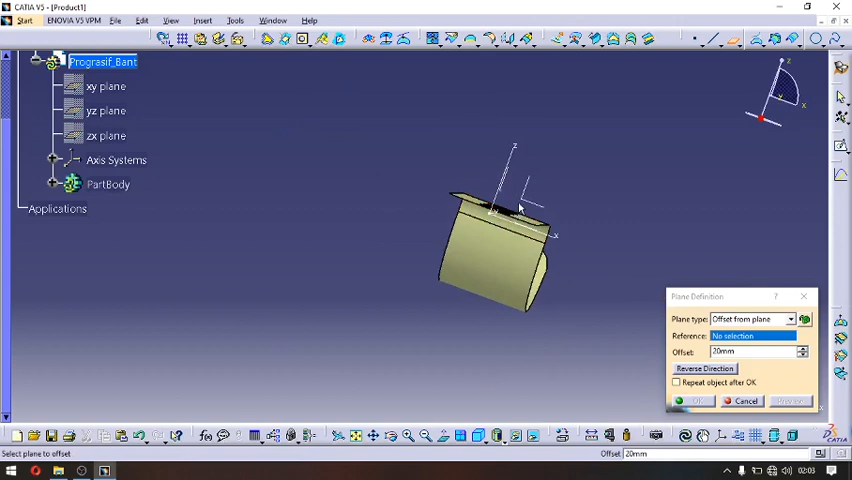 CATIA V5 - [Product1]
Start ENOVIA V5 VPM File Edit View Insert Tools Window Help
Prograsif_Bant
xy plane
yz plane
zx plane
Axis Systems
PartBody
Applications
z
x
y
z
x
y
Plane Definition ? ×
Plane type: Offset from plane
Reference: No selection
Offset: 20mm
Reverse Direction
Repeat object after OK
OK Cancel Preview
Select plane to offset
Offset 20mm
02:03